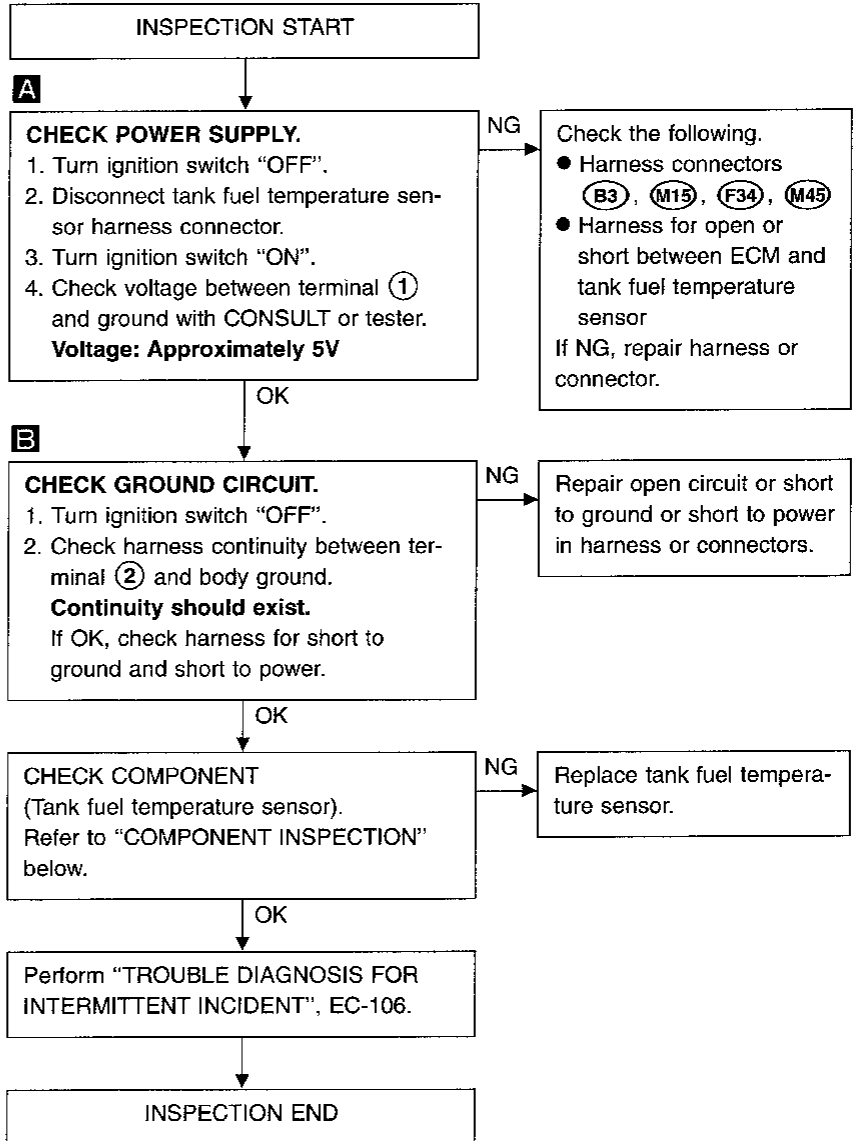 INSPECTION START
A
CHECK POWER SUPPLY.
1. Turn ignition switch “OFF”.
2. Disconnect tank fuel temperature sen-
sor harness connector.
3. Turn ignition switch “ON”.
4. Check voltage between terminal ①
and ground with CONSULT or tester.
Voltage: Approximately 5V
NG
Check the following.
● Harness connectors
B3, M15, F34, M45
● Harness for open or
short between ECM and
tank fuel temperature
sensor
If NG, repair harness or
connector.
OK
B
CHECK GROUND CIRCUIT.
1. Turn ignition switch “OFF”.
2. Check harness continuity between ter-
minal ② and body ground.
Continuity should exist.
If OK, check harness for short to
ground and short to power.
NG
Repair open circuit or short
to ground or short to power
in harness or connectors.
OK
CHECK COMPONENT
(Tank fuel temperature sensor).
Refer to “COMPONENT INSPECTION”
below.
NG
Replace tank fuel tempera-
ture sensor.
OK
Perform “TROUBLE DIAGNOSIS FOR
INTERMITTENT INCIDENT”, EC-106.
INSPECTION END